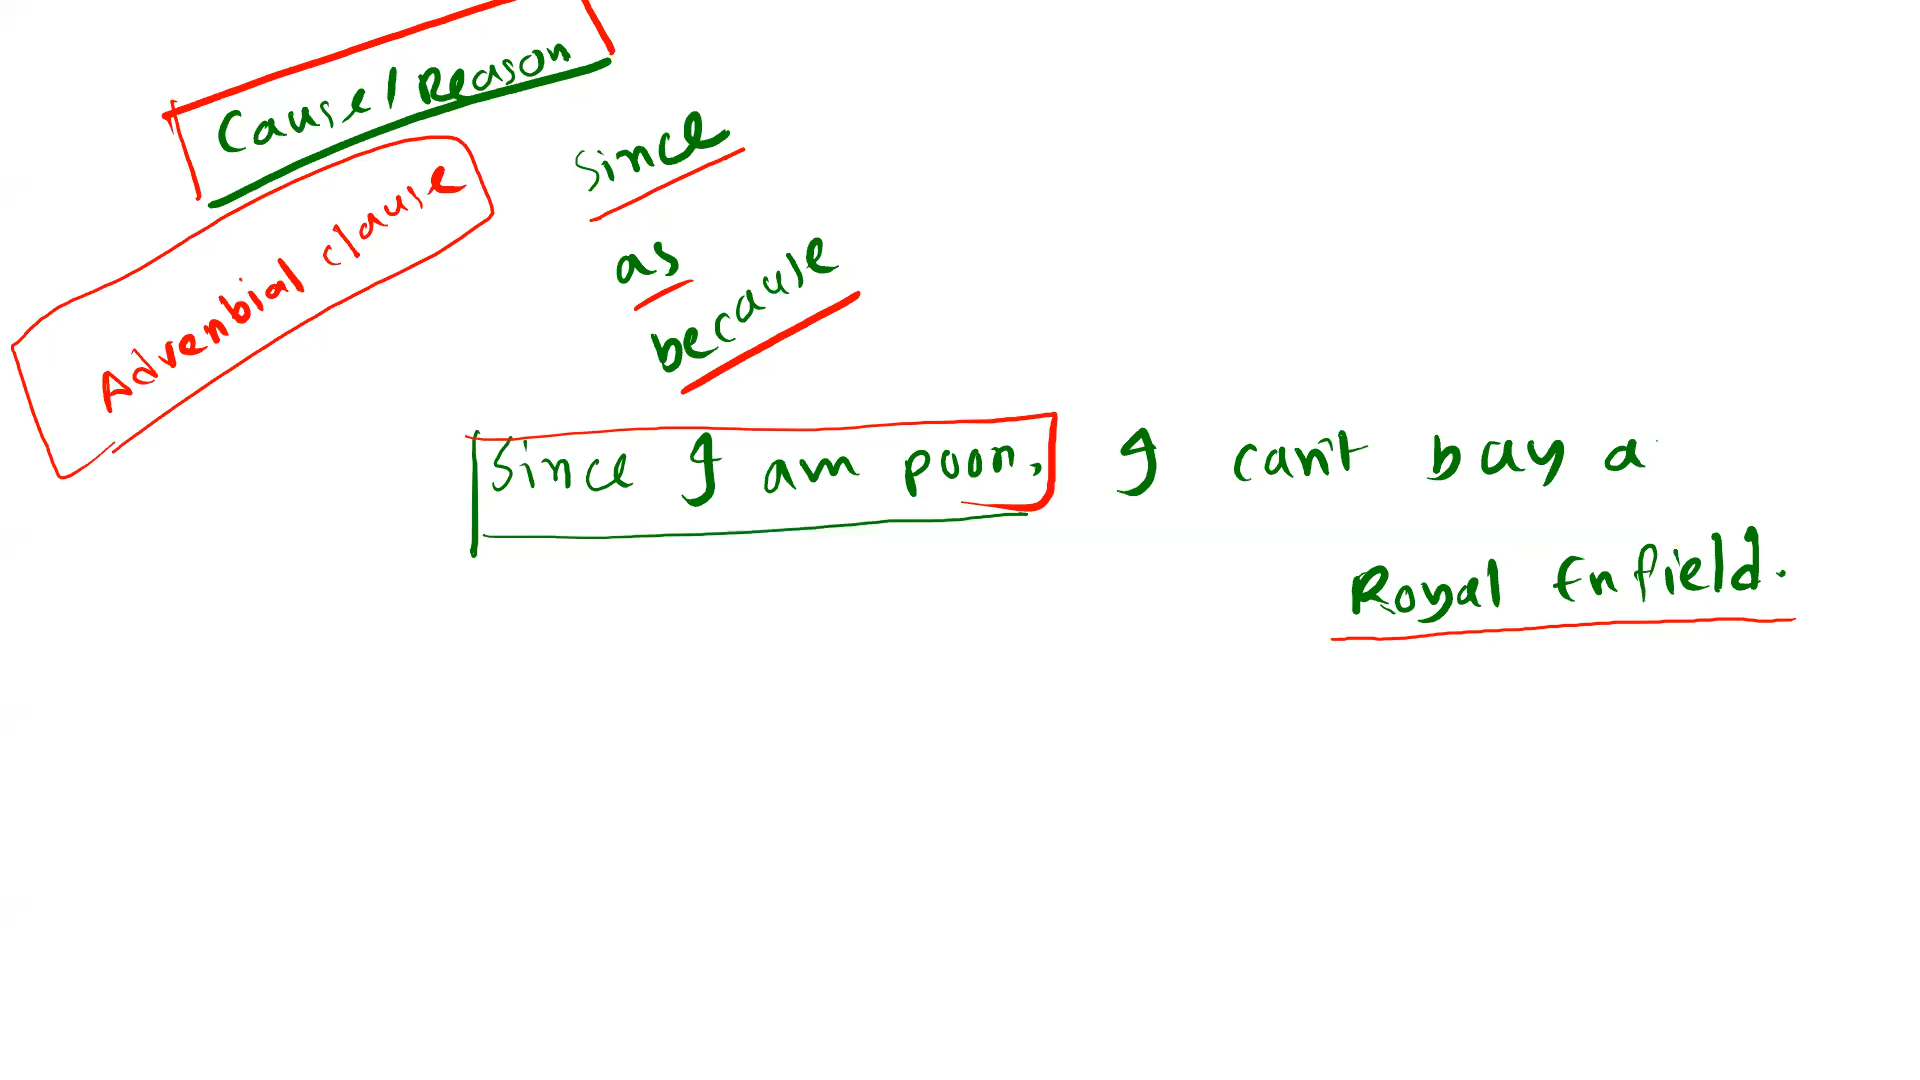 Cause/Reason
Adverbial clause
since
as
because
Since I am poor, I can't buy a
Royal Enfield.